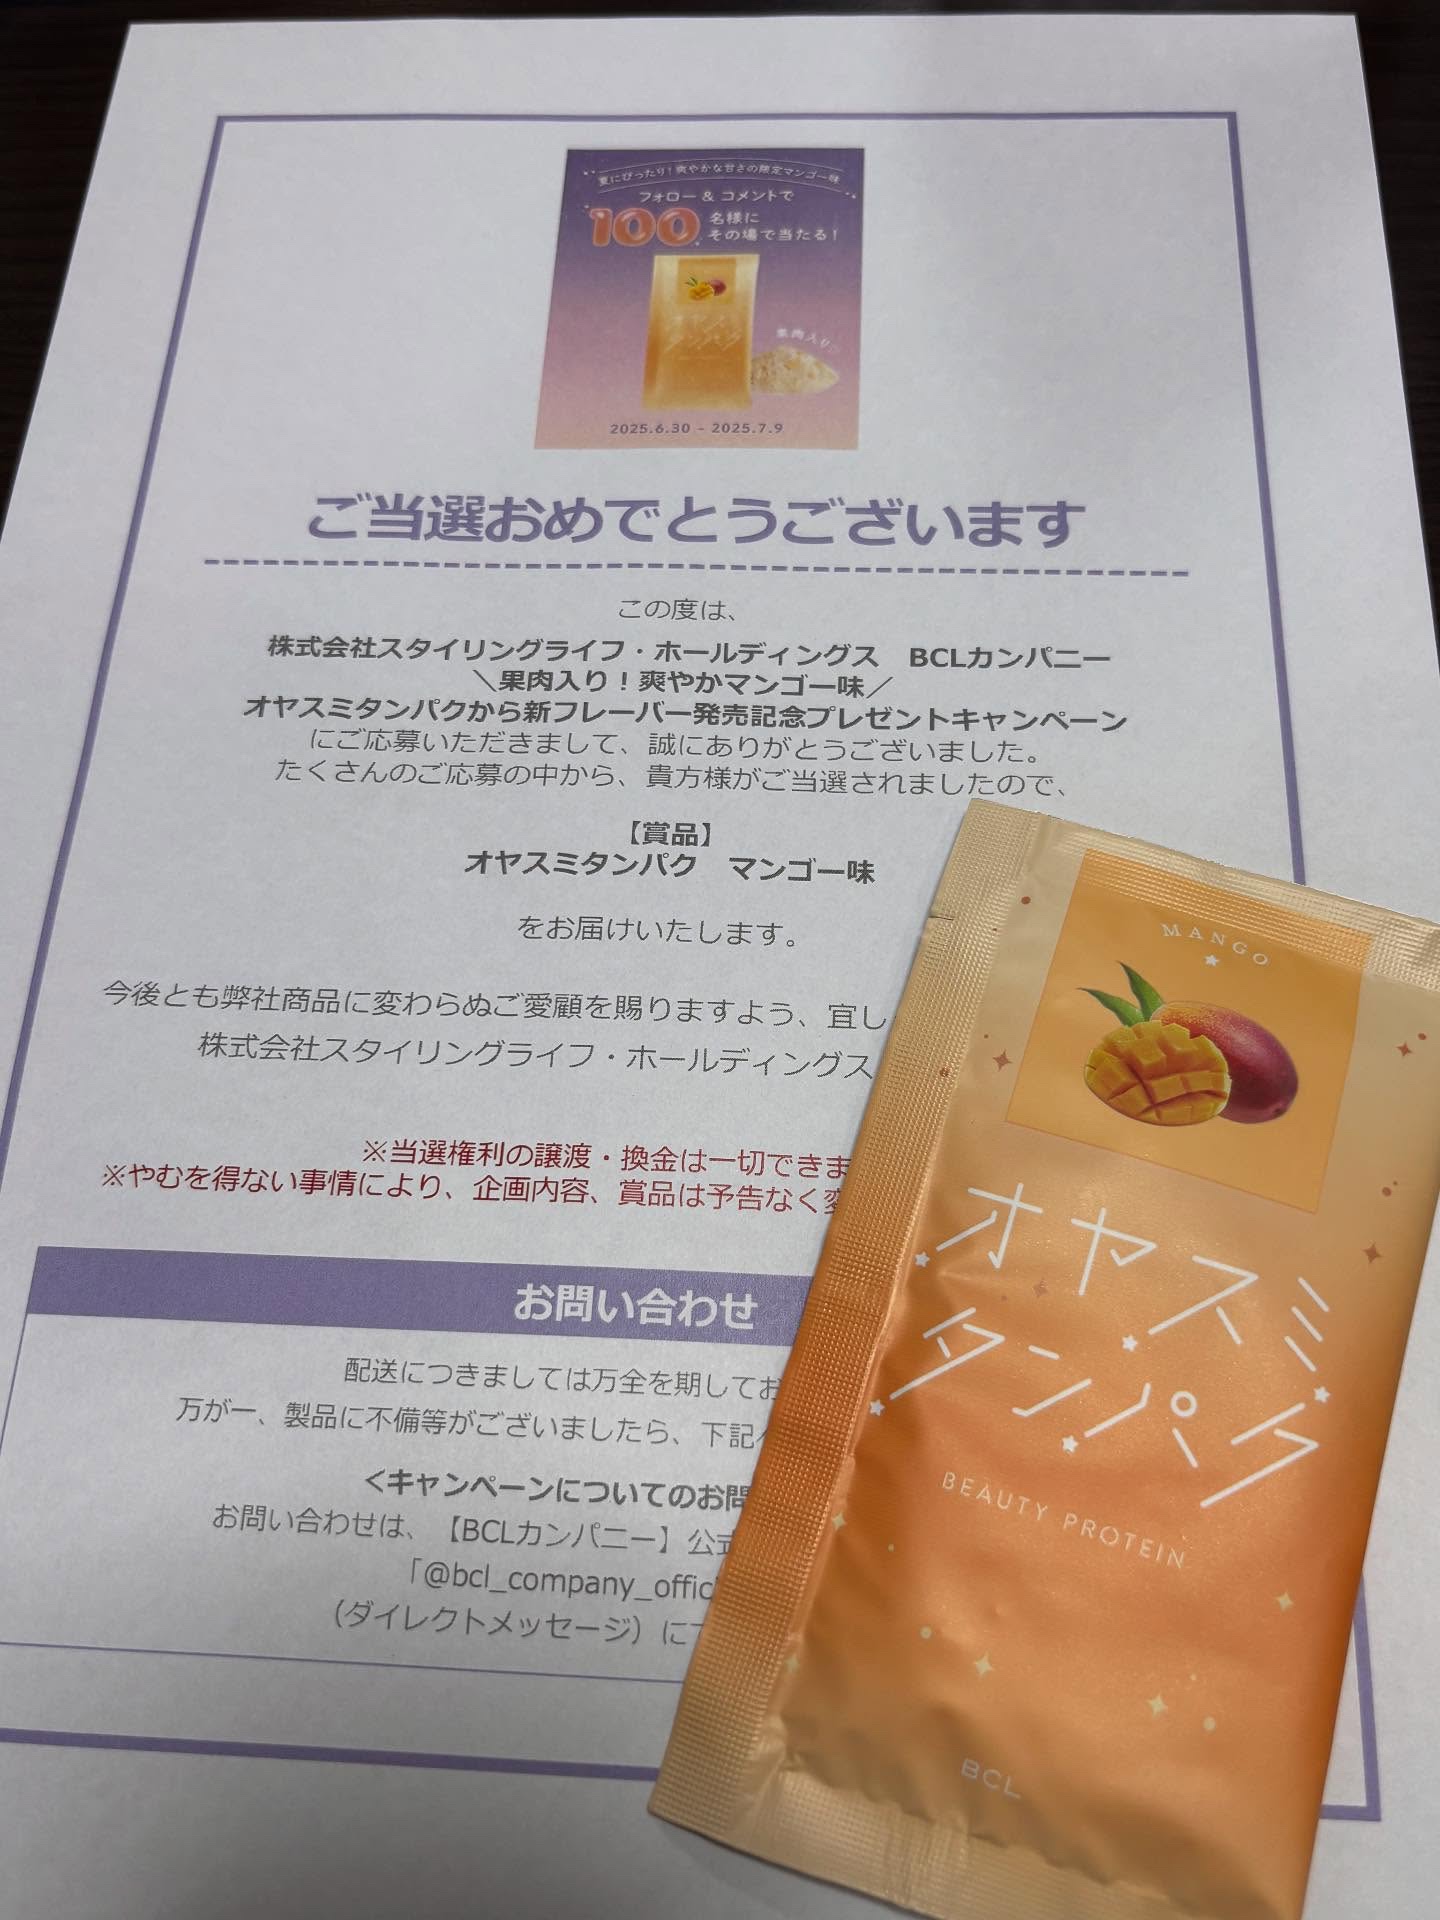 夏にぴったり！爽やかな甘さの限定マンゴー味
フォロー & コメントで
100名様に
その場で当たる！
オヤスミ
タンパク
果肉入り
2025.6.30 - 2025.7.9
ご当選おめでとうございます
この度は、
株式会社スタイリングライフ・ホールディングス　BCLカンパニー
＼果肉入り！爽やかマンゴー味／
オヤスミタンパクから新フレーバー発売記念プレゼントキャンペーン
にご応募いただきまして、誠にありがとうございました。
たくさんのご応募の中から、貴方様がご当選されましたので、
【賞品】
オヤスミタンパク　マンゴー味
をお届けいたします。
今後とも弊社商品に変わらぬご愛顧を賜りますよう、宜し
株式会社スタイリングライフ・ホールディングス
※当選権利の譲渡・換金は一切できま
※やむを得ない事情により、企画内容、賞品は予告なく変
お問い合わせ
配送につきましては万全を期してお
万が一、製品に不備等がございましたら、下記
<キャンペーンについてのお問
お問い合わせは、【BCLカンパニー】公式
「@bcl_company_offic
（ダイレクトメッセージ）に
MANGO
オヤスミ
タンパク
BEAUTY PROTEIN
BCL